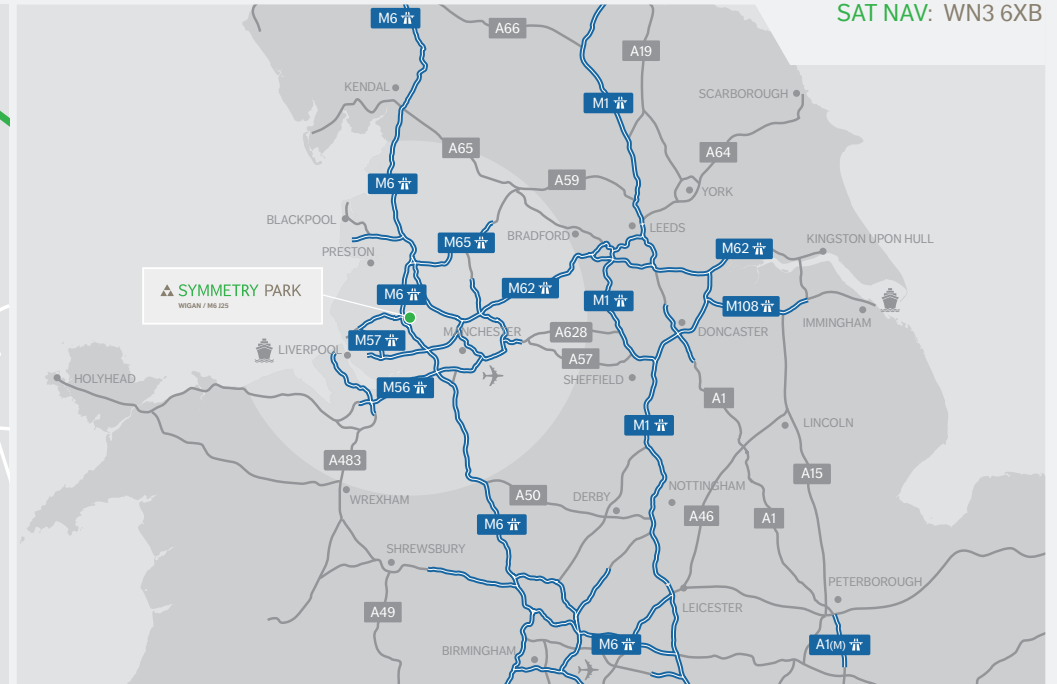 SAT NAV: WN3 6XB
M6
A66
A19
KENDAL
SCARBOROUGH
M1
A65
A64
M6
A59
YORK
BLACKPOOL
LEEDS
M65
BRADFORD
M62
KINGSTON UPON HULL
PRESTON
SYMMETRY PARK
WIGAN / M6 J25
M62
M6
M1
M108
IMMINGHAM
MANCHESTER
A628
DONCASTER
M57
LIVERPOOL
A57
HOLYHEAD
SHEFFIELD
M56
A1
M1
LINCOLN
A483
A15
WREXHAM
A50
DERBY
NOTTINGHAM
A46
A1
M6
SHREWSBURY
PETERBOROUGH
A49
LEICESTER
BIRMINGHAM
M6
A1(M)